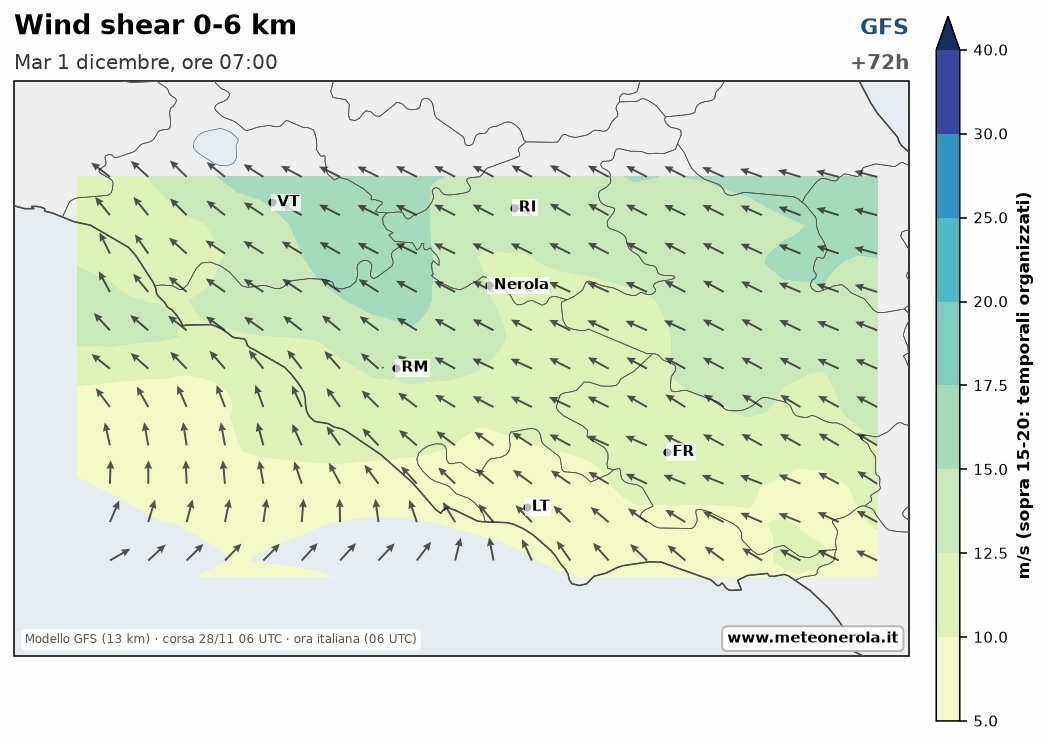 Wind shear 0-6 km
GFS
Mar 1 dicembre, ore 07:00
+72h
VT
RI
Nerola
RM
FR
LT
Modello GFS (13 km) · corsa 28/11 06 UTC · ora italiana (06 UTC)
www.meteonerola.it
40.0
30.0
25.0
20.0
17.5
15.0
12.5
10.0
5.0
m/s (sopra 15-20: temporali organizzati)